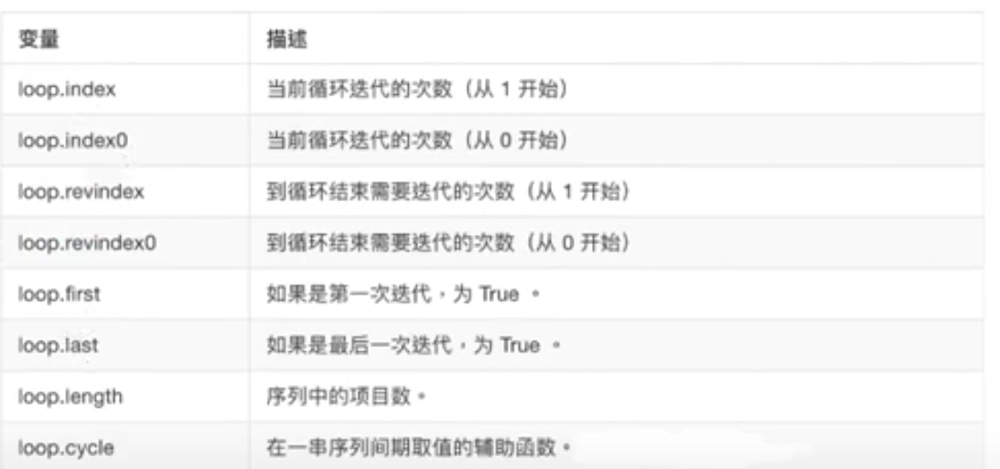 变量 描述
loop.index 当前循环迭代的次数（从 1 开始）
loop.index0 当前循环迭代的次数（从 0 开始）
loop.revindex 到循环结束需要迭代的次数（从 1 开始）
loop.revindex0 到循环结束需要迭代的次数（从 0 开始）
loop.first 如果是第一次迭代，为 True 。
loop.last 如果是最后一次迭代，为 True 。
loop.length 序列中的项目数。
loop.cycle 在一串序列间期取值的辅助函数。